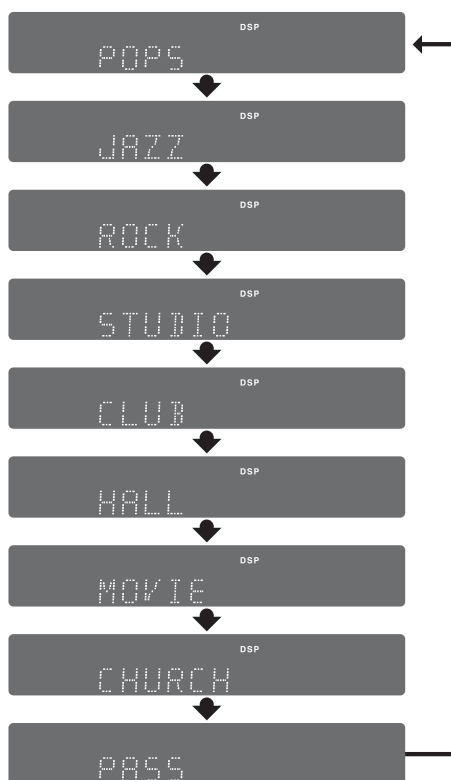 DSP
POPS
DSP
JAZZ
DSP
ROCK
DSP
STUDIO
DSP
CLUB
DSP
HALL
DSP
MOVIE
DSP
CHURCH
PASS